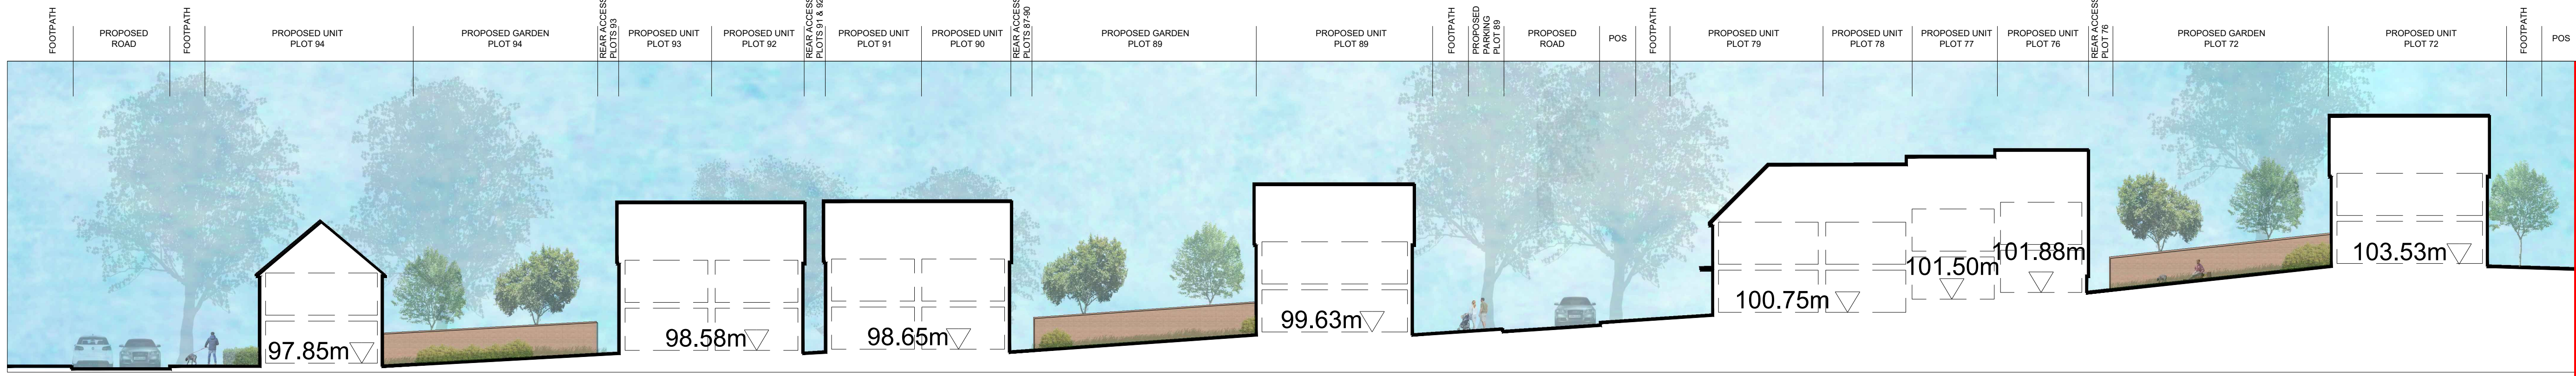 FOOTPATH
PROPOSED
ROAD
FOOTPATH
PROPOSED UNIT
PLOT 94
PROPOSED GARDEN
PLOT 94
REAR ACCESS
PLOTS 93
PROPOSED UNIT
PLOT 93
PROPOSED UNIT
PLOT 92
REAR ACCESS
PLOTS 91 & 92
PROPOSED UNIT
PLOT 91
PROPOSED UNIT
PLOT 90
REAR ACCESS
PLOTS 87-90
PROPOSED GARDEN
PLOT 89
PROPOSED UNIT
PLOT 89
FOOTPATH
PROPOSED
PARKING
PLOT 89
PROPOSED
ROAD
POS
FOOTPATH
PROPOSED UNIT
PLOT 79
PROPOSED UNIT
PLOT 78
PROPOSED UNIT
PLOT 77
PROPOSED UNIT
PLOT 76
REAR ACCESS
PLOT 76
PROPOSED GARDEN
PLOT 72
PROPOSED UNIT
PLOT 72
FOOTPATH
POS
97.85m
98.58m
98.65m
99.63m
100.75m
101.50m
101.88m
103.53m